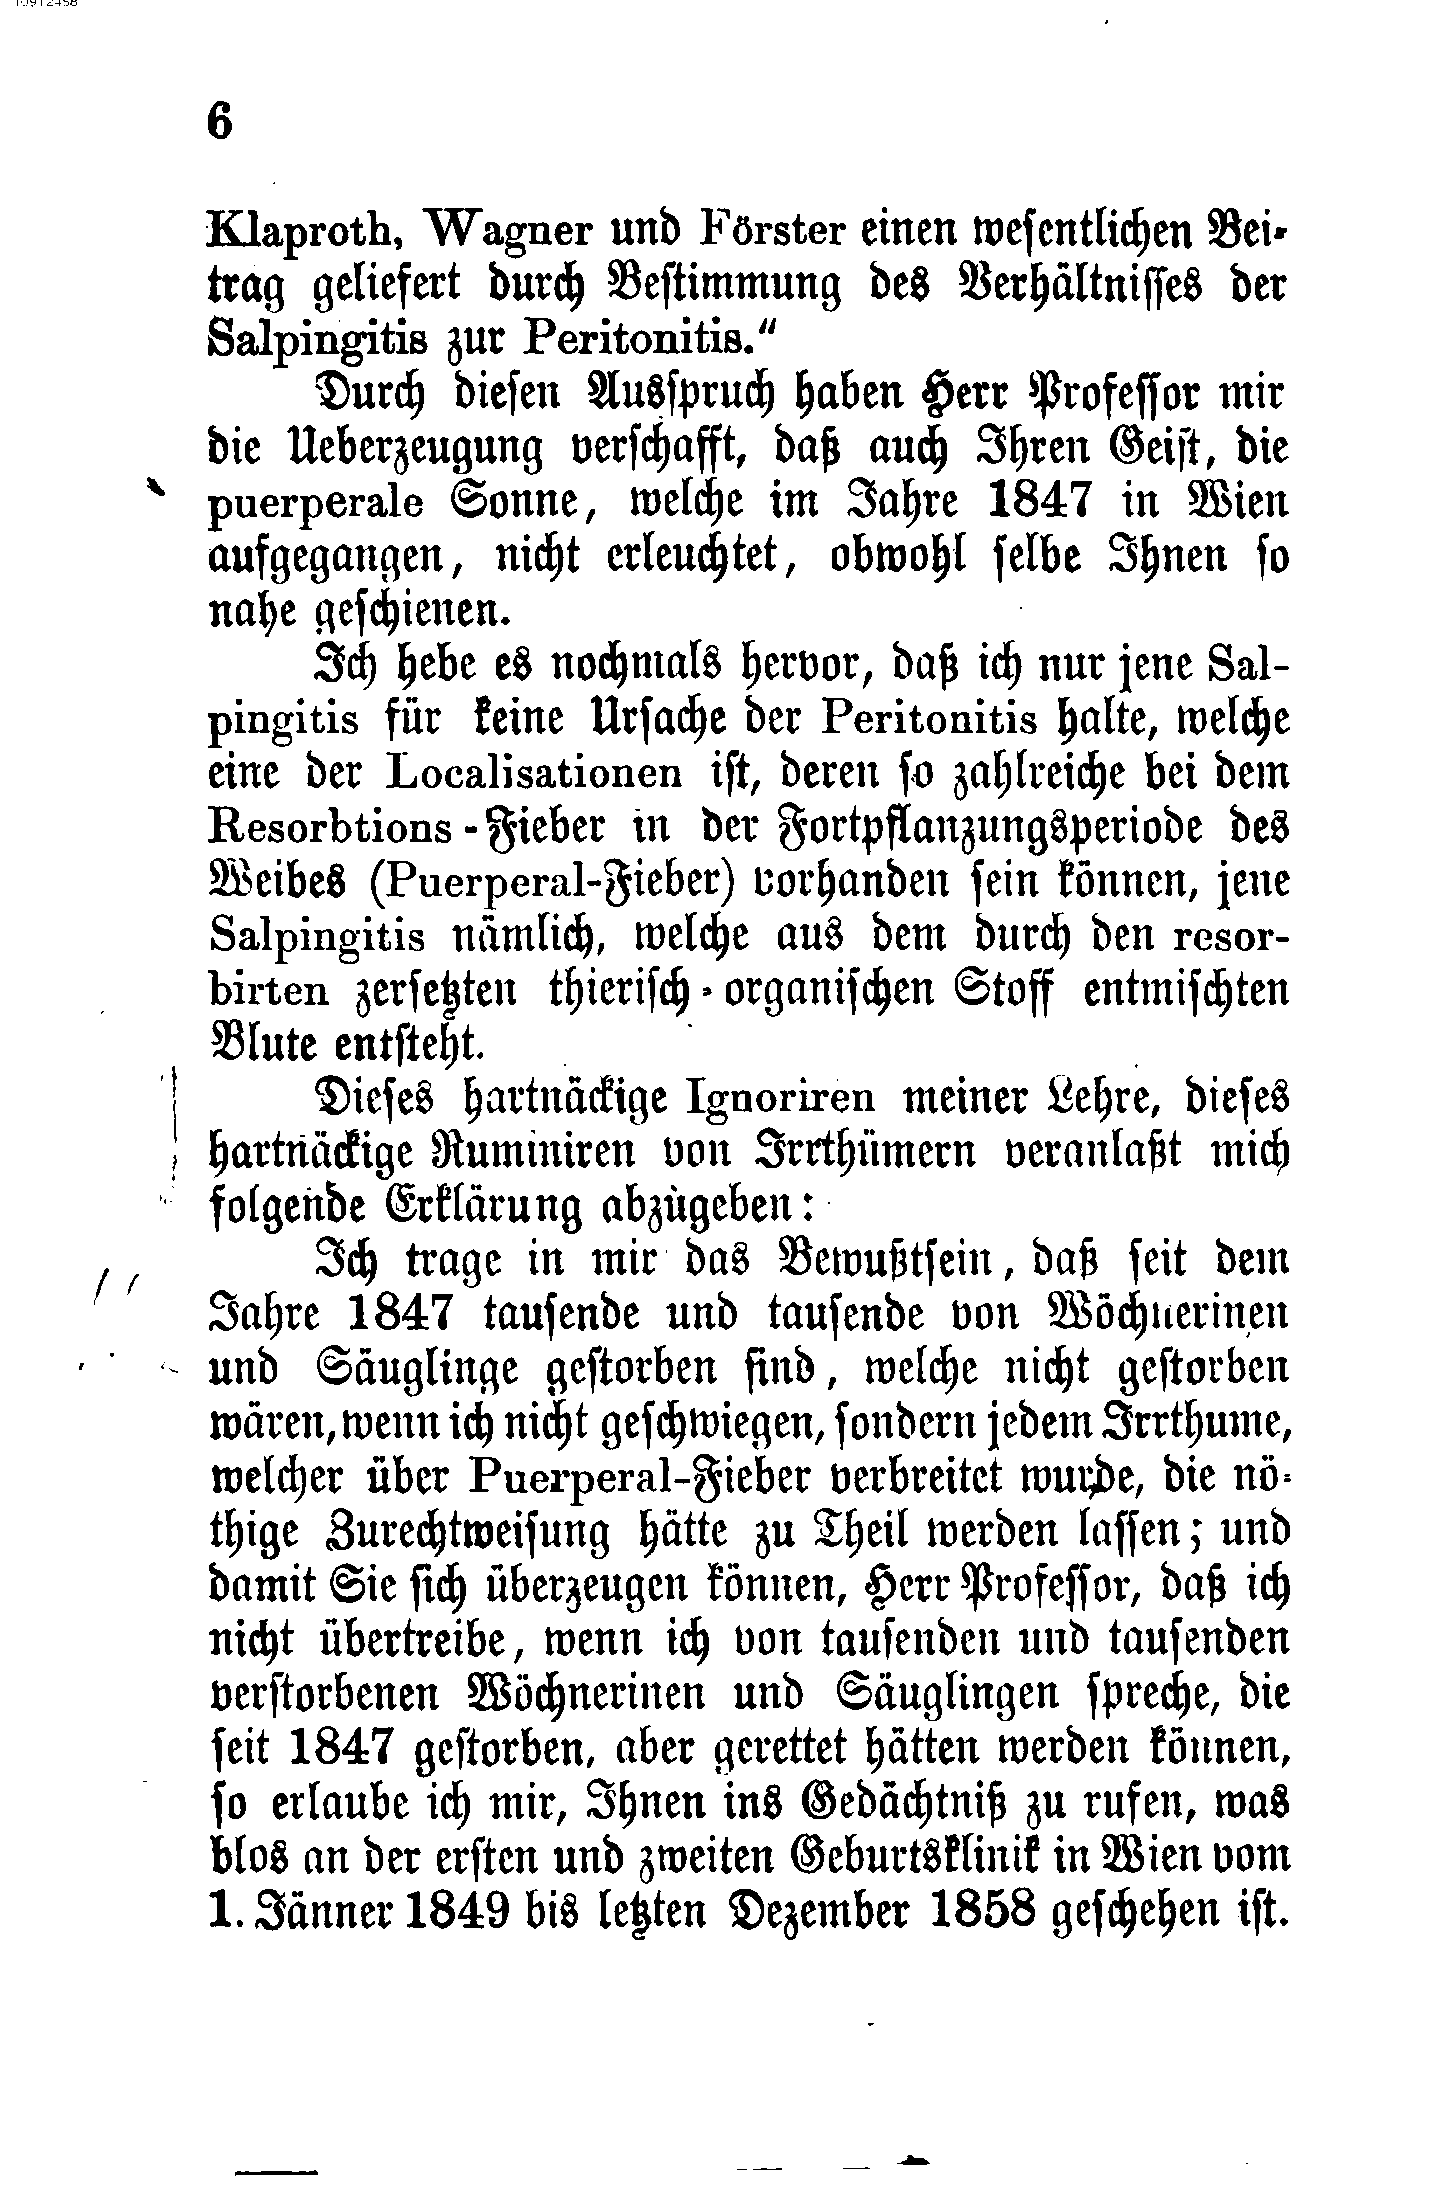 6
Klaproth, Wagner und Förster einen wesentlichen Bei-
trag geliefert durch Bestimmung des Verhältnisses der
Salpingitis zur Peritonitis.“
Durch diesen Ausspruch haben Herr Professor mir
die Ueberzeugung verschafft, daß auch Ihren Geist, die
puerperale Sonne, welche im Jahre 1847 in Wien
aufgegangen, nicht erleuchtet, obwohl selbe Ihnen so
nahe geschienen.
Ich hebe es nochmals hervor, daß ich nur jene Sal-
pingitis für keine Ursache der Peritonitis halte, welche
eine der Localisationen ist, deren so zahlreiche bei dem
Resorbtions-Fieber in der Fortpflanzungsperiode des
Weibes (Puerperal-Fieber) vorhanden sein können, jene
Salpingitis nämlich, welche aus dem durch den resor-
birten zersetzten thierisch-organischen Stoff entmischten
Blute entsteht.
Dieses hartnäckige Ignoriren meiner Lehre, dieses
hartnäckige Ruminiren von Irrthümern veranlaßt mich
folgende Erklärung abzugeben:
Ich trage in mir das Bewußtsein, daß seit dem
Jahre 1847 tausende und tausende von Wöchnerinen
und Säuglinge gestorben sind, welche nicht gestorben
wären, wenn ich nicht geschwiegen, sondern jedem Irrthume,
welcher über Puerperal-Fieber verbreitet wurde, die nö-
thige Zurechtweisung hätte zu Theil werden lassen; und
damit Sie sich überzeugen können, Herr Professor, daß ich
nicht übertreibe, wenn ich von tausenden und tausenden
verstorbenen Wöchnerinen und Säuglingen spreche, die
seit 1847 gestorben, aber gerettet hätten werden können,
so erlaube ich mir, Ihnen ins Gedächtniß zu rufen, was
blos an der ersten und zweiten Geburtsklinik in Wien vom
1. Jänner 1849 bis letzten Dezember 1858 geschehen ist.